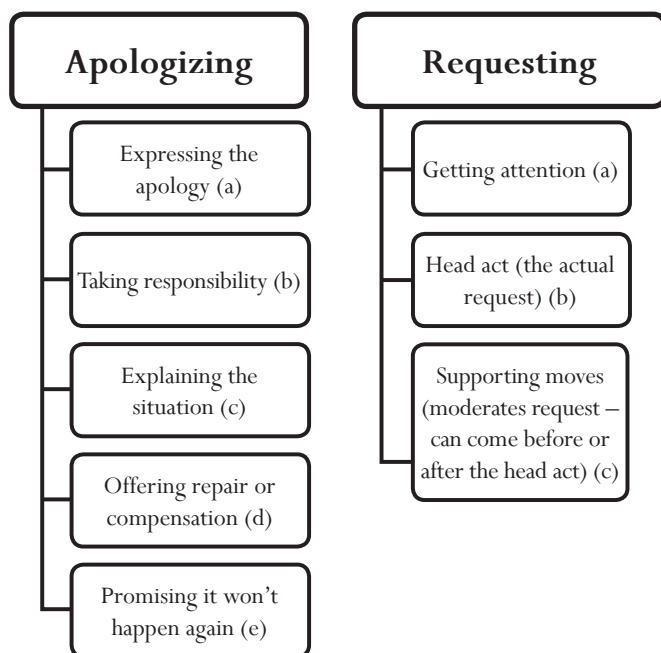 Apologizing
Expressing the
apology (a)
Taking responsibility (b)
Explaining the
situation (c)
Offering repair or
compensation (d)
Promising it won’t
happen again (e)
Requesting
Getting attention (a)
Head act (the actual
request) (b)
Supporting moves
(moderates request –
can come before or
after the head act) (c)